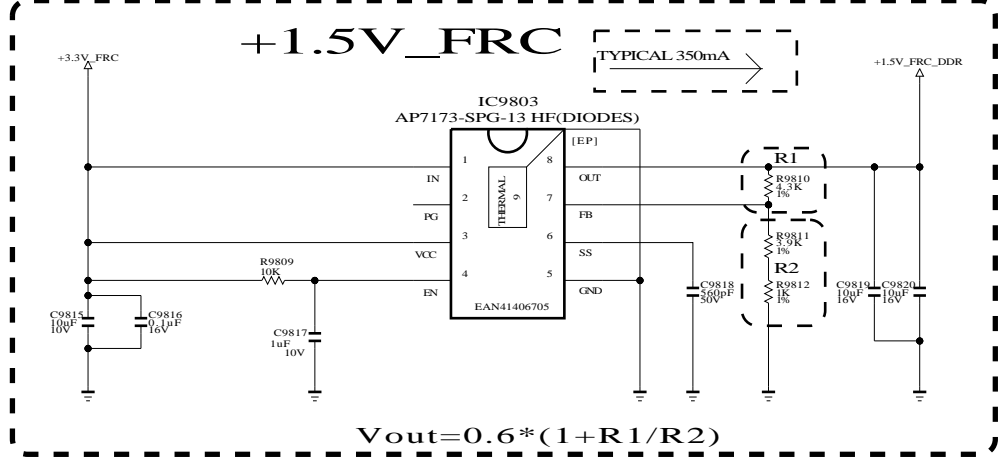 +1.5V_FRC
TYPICAL 350mA
+3.3V_FRC
+1.5V_FRC_DDR
IC9803
AP7173-SPG-13 HF(DIODES)
[EP]
1
IN
2
PG
3
VCC
4
EN
THERMAL
9
8
OUT
7
FB
6
SS
5
GND
EAN41406705
R1
R9810
4.3K
1%
R9811
3.9K
1%
R2
R9812
1K
1%
R9809
10K
C9815
10uF
10V
C9816
0.1uF
16V
C9817
1uF
10V
C9818
560pF
50V
C9819
10uF
16V
C9820
10uF
16V
Vout=0.6*(1+R1/R2)